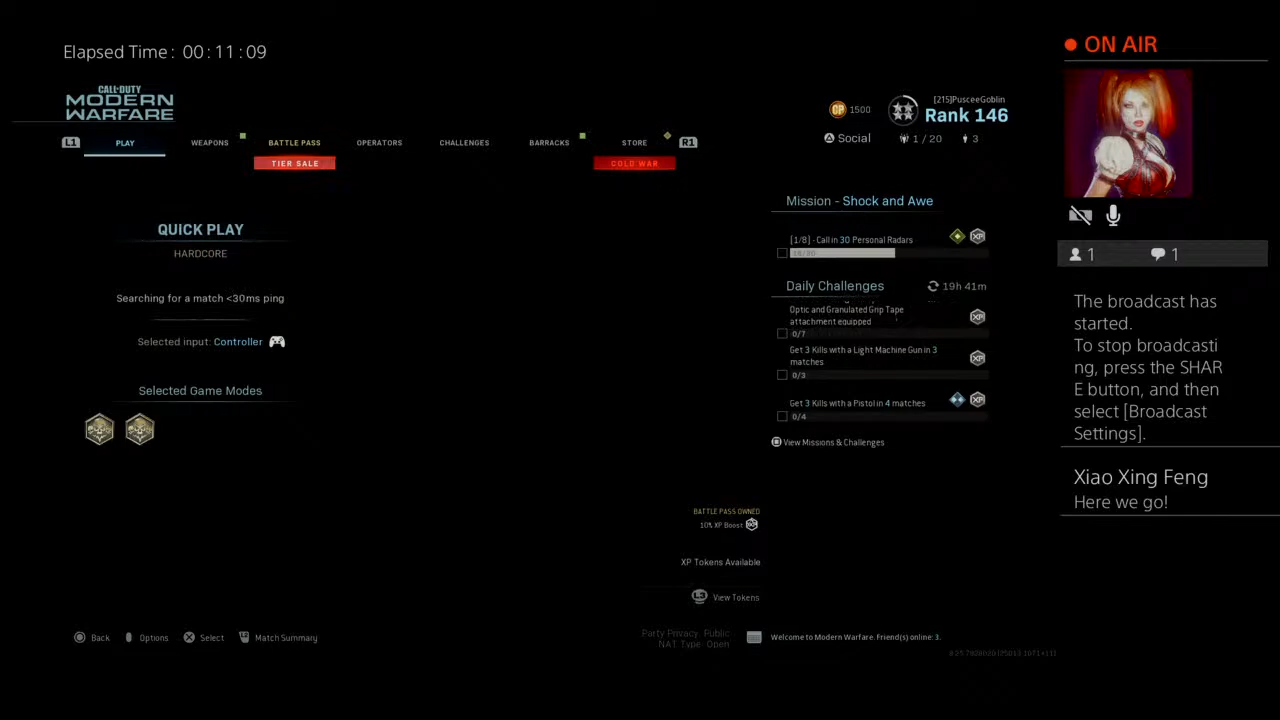 Elapsed Time: 00:11:09
ON AIR
CALL OF DUTY
MODERN
WARFARE
CP 1500
[215]PusceeGoblin
Rank 146
L1
PLAY
WEAPONS
BATTLE PASS
OPERATORS
CHALLENGES
BARRACKS
STORE
R1
Social
1 / 20
3
TIER SALE
COLD WAR
Mission - Shock and Awe
[1/8] - Call in 30 Personal Radars
XP
Daily Challenges
19h 41m
Optic and Granulated Grip Tape
attachment equipped
XP
0/7
Get 3 Kills with a Light Machine Gun in 3
matches
XP
0/3
Get 3 Kills with a Pistol in 4 matches
XP
0/4
View Missions & Challenges
QUICK PLAY
HARDCORE
Searching for a match <30ms ping
Selected input: Controller
Selected Game Modes
1
1
The broadcast has
started.
To stop broadcasti
ng, press the SHAR
E button, and then
select [Broadcast
Settings].
Xiao Xing Feng
Here we go!
BATTLE PASS OWNED
10% XP Boost
XP Tokens Available
L3
View Tokens
Back
Options
Select
Match Summary
Party Privacy: Public
NAT Type: Open
Welcome to Modern Warfare. Friend(s) online: 3.